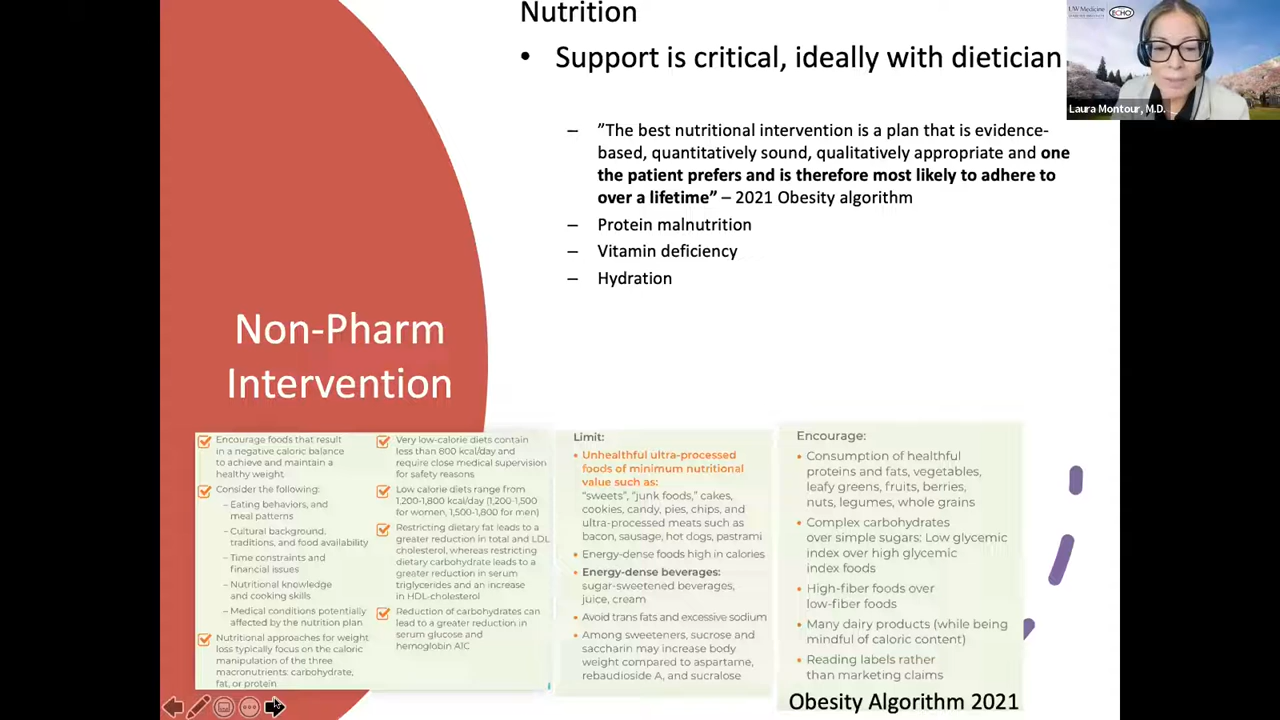 Nutrition
• Support is critical, ideally with dietician
UW Medicine
ECHO
Laura Montour, M.D.
– ”The best nutritional intervention is a plan that is evidence-
based, quantitatively sound, qualitatively appropriate and one
the patient prefers and is therefore most likely to adhere to
over a lifetime” – 2021 Obesity algorithm
– Protein malnutrition
– Vitamin deficiency
– Hydration
Non-Pharm
Intervention
Encourage foods that result
in a negative caloric balance
to achieve and maintain a
healthy weight
Consider the following:
– Eating behaviors, and
meal patterns
– Cultural background,
traditions, and food availability
– Time constraints and
financial issues
– Nutritional knowledge
and cooking skills
– Medical conditions potentially
affected by the nutrition plan
Nutritional approaches for weight
loss typically focus on the caloric
manipulation of the three
macronutrients: carbohydrate,
fat, or protein
Very low-calorie diets contain
less than 800 kcal/day and
require close medical supervision
for safety reasons
Low calorie diets range from
1,200-1,800 kcal/day (1,200-1,500
for women, 1,500-1,800 for men)
Restricting dietary fat leads to a
greater reduction in total and LDL
cholesterol, whereas restricting
dietary carbohydrate leads to a
greater reduction in serum
triglycerides and an increase
in HDL-cholesterol
Reduction of carbohydrates can
lead to a greater reduction in
serum glucose and
hemoglobin A1C
Limit:
• Unhealthful ultra-processed
foods of minimum nutritional
value such as:
“sweets”, “junk foods,” cakes,
cookies, candy, pies, chips, and
ultra-processed meats such as
bacon, sausage, hot dogs, pastrami
• Energy-dense foods high in calories
• Energy-dense beverages:
sugar-sweetened beverages,
juice, cream
• Avoid trans fats and excessive sodium
• Among sweeteners, sucrose and
saccharin may increase body
weight compared to aspartame,
rebaudioside A, and sucralose
Encourage:
• Consumption of healthful
proteins and fats, vegetables,
leafy greens, fruits, berries,
nuts, legumes, whole grains
• Complex carbohydrates
over simple sugars: Low glycemic
index over high glycemic
index foods
• High-fiber foods over
low-fiber foods
• Many dairy products (while being
mindful of caloric content)
• Reading labels rather
than marketing claims
Obesity Algorithm 2021